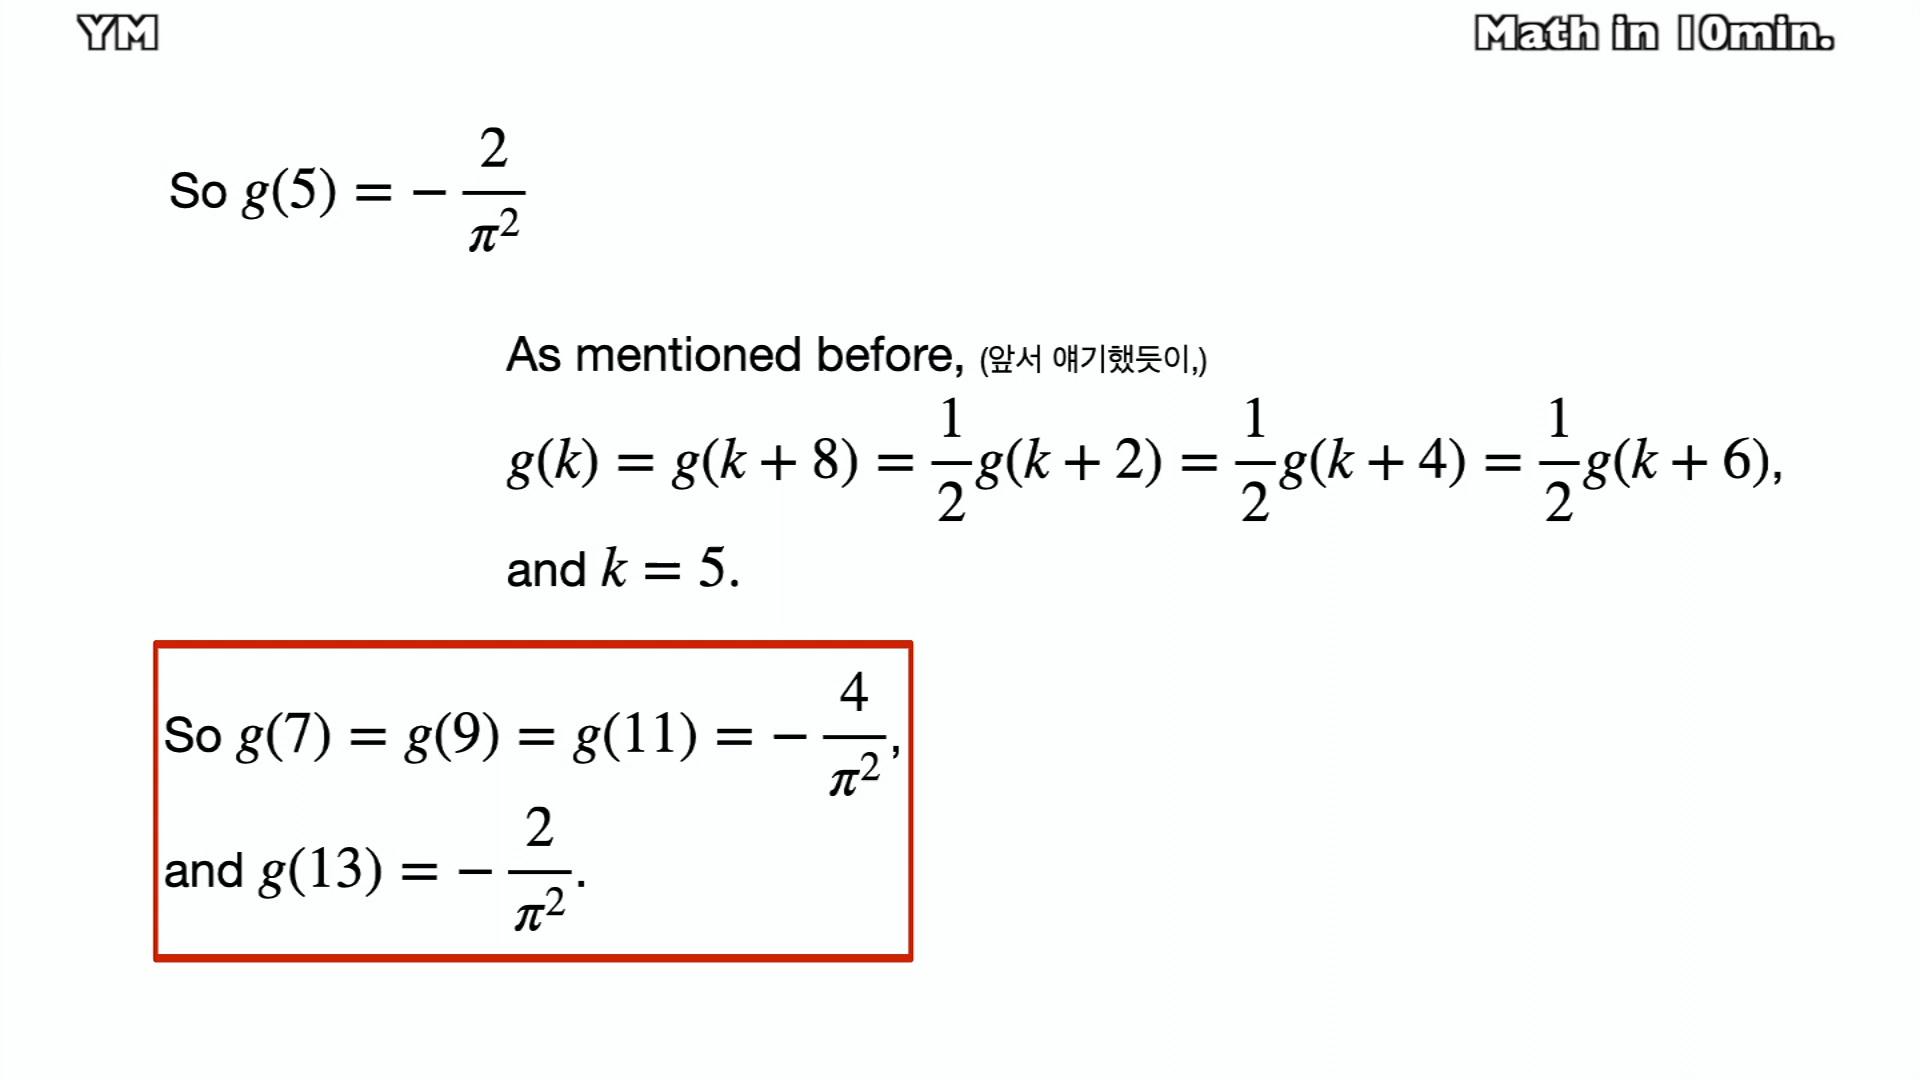 YM
Math in 10min.
So g(5) = − 2/π²
As mentioned before, (앞서 얘기했듯이,)
g(k) = g(k + 8) = 1/2 g(k + 2) = 1/2 g(k + 4) = 1/2 g(k + 6),
and k = 5.
So g(7) = g(9) = g(11) = − 4/π²,
and g(13) = − 2/π².